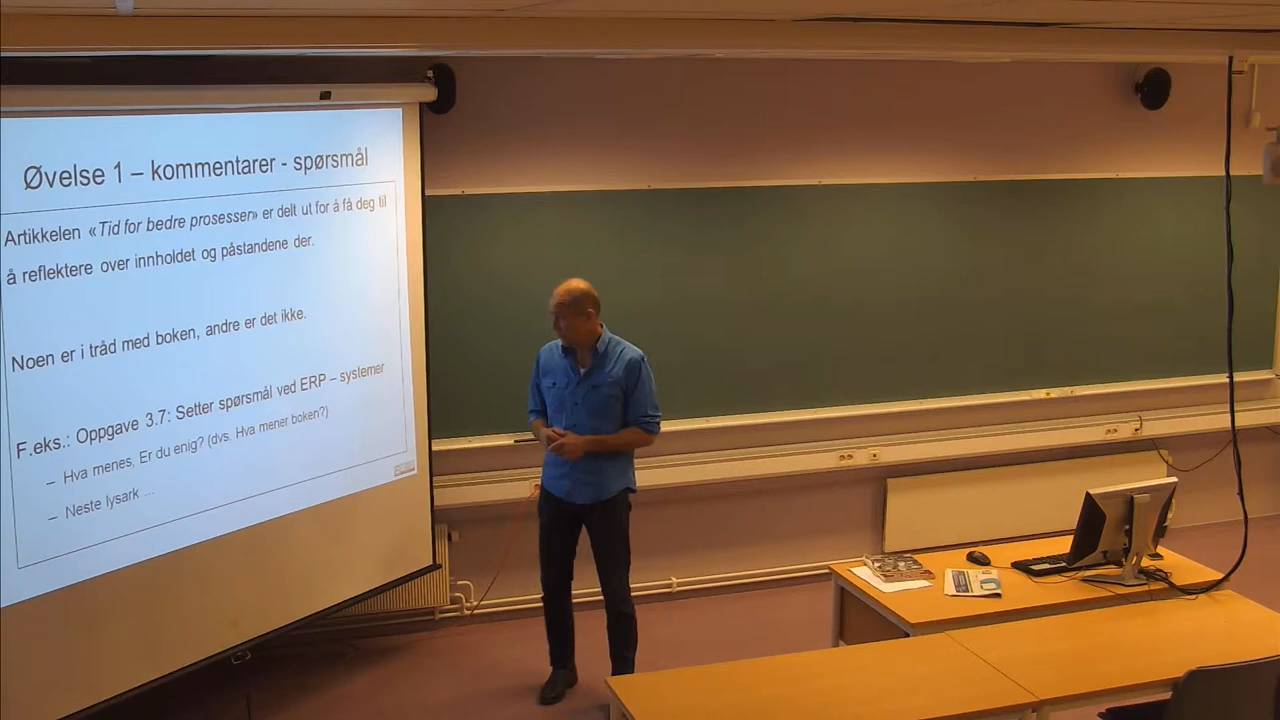 Øvelse 1 – kommentarer - spørsmål
Artikkelen «Tid for bedre prosesser» er delt ut for å få deg til
å reflektere over innholdet og påstandene der.
Noen er i tråd med boken, andre er det ikke.
F.eks.: Oppgave 3.7: Setter spørsmål ved ERP – systemer
– Hva menes, Er du enig? (dvs. Hva mener boken?)
– Neste lysark ...